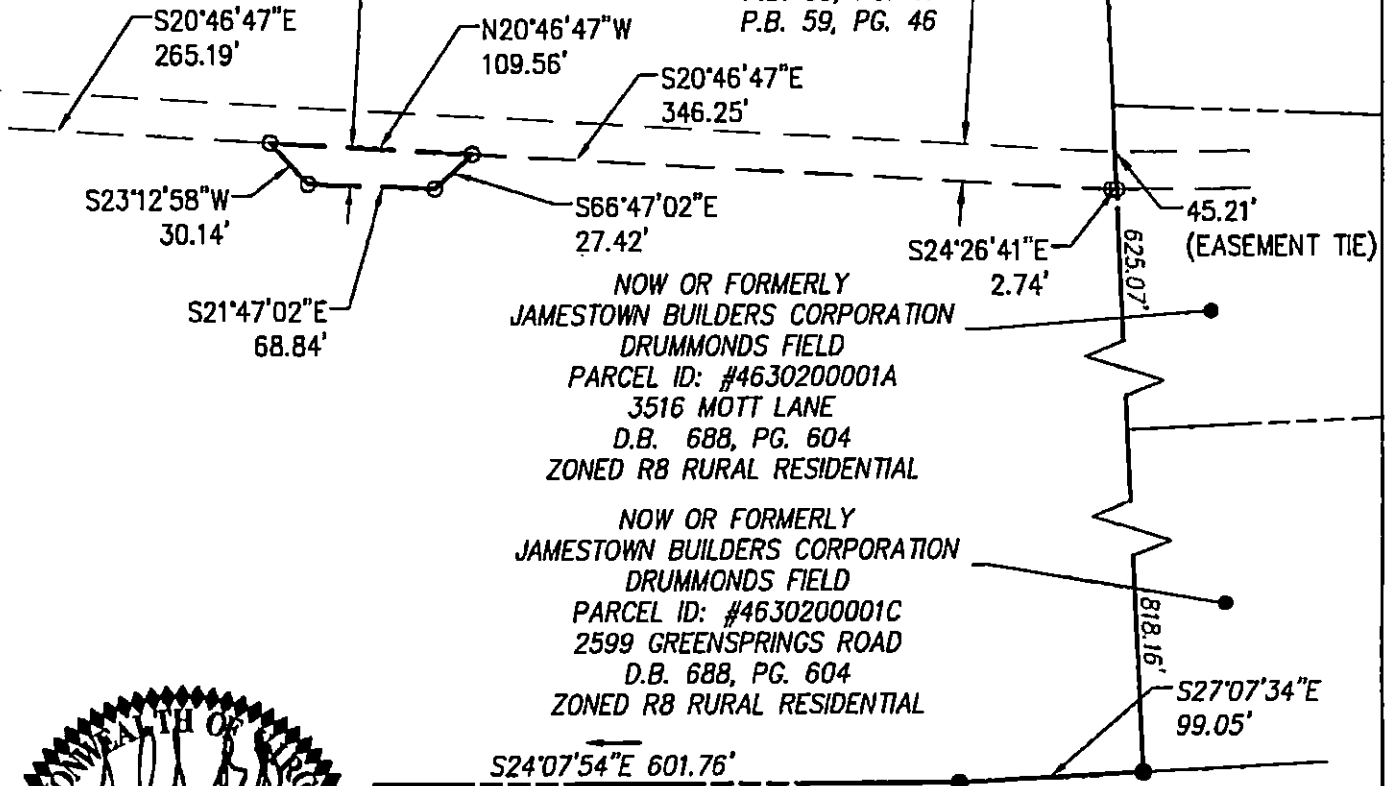 P.B. 59, PG. 46
S20°46'47"E
265.19'
N20°46'47"W
109.56'
S20°46'47"E
346.25'
S23°12'58"W
30.14'
S66°47'02"E
27.42'
S21°47'02"E
68.84'
S24°26'41"E
2.74'
45.21'
(EASEMENT TIE)
625.07'
NOW OR FORMERLY
JAMESTOWN BUILDERS CORPORATION
DRUMMONDS FIELD
PARCEL ID: #4630200001A
3516 MOTT LANE
D.B. 688, PG. 604
ZONED R8 RURAL RESIDENTIAL
NOW OR FORMERLY
JAMESTOWN BUILDERS CORPORATION
DRUMMONDS FIELD
PARCEL ID: #4630200001C
2599 GREENSPRINGS ROAD
D.B. 688, PG. 604
ZONED R8 RURAL RESIDENTIAL
818.16'
S27°07'34"E
99.05'
S24°07'54"E 601.76'
ONWEALTH OF